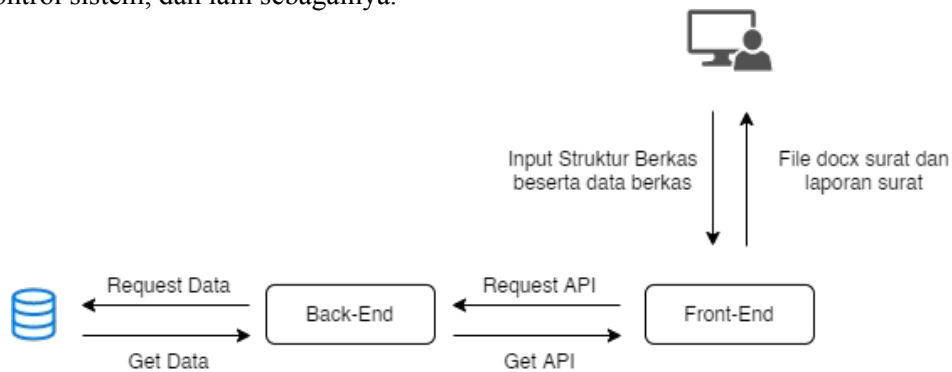 kontrol sistem, dan lain sebagainya.
Input Struktur Berkas
beserta data berkas
File docx surat dan
laporan surat
Request Data
Request API
Back-End
Front-End
Get Data
Get API